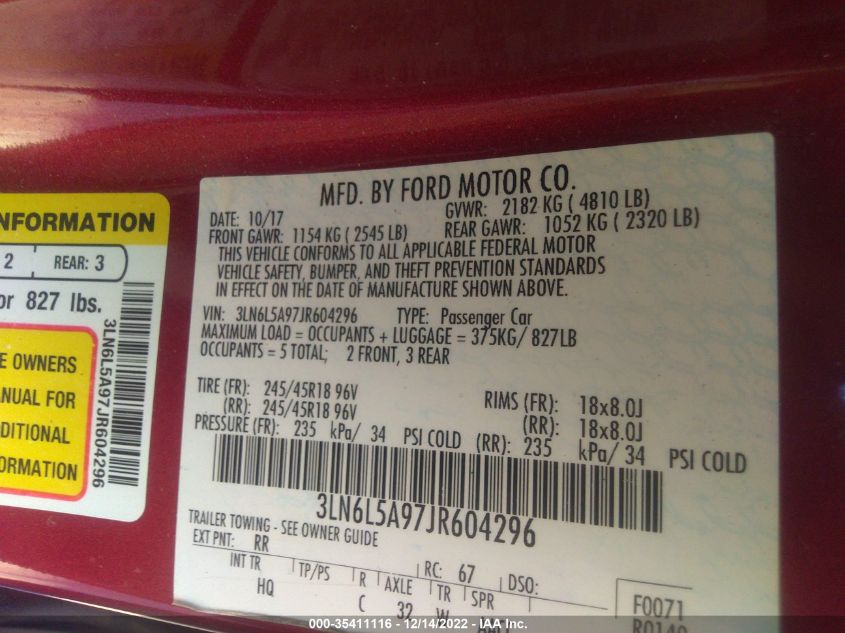 NFORMATION
2 REAR: 3
or 827 lbs.
E OWNERS
ANUAL FOR
DDITIONAL
FORMATION
3LN6L5A97JR604296
MFD. BY FORD MOTOR CO.
DATE: 10/17 GVWR: 2182 KG ( 4810 LB)
FRONT GAWR: 1154 KG ( 2545 LB) REAR GAWR: 1052 KG ( 2320 LB)
THIS VEHICLE CONFORMS TO ALL APPLICABLE FEDERAL MOTOR
VEHICLE SAFETY, BUMPER, AND THEFT PREVENTION STANDARDS
IN EFFECT ON THE DATE OF MANUFACTURE SHOWN ABOVE.
VIN: 3LN6L5A97JR604296 TYPE: Passenger Car
MAXIMUM LOAD = OCCUPANTS + LUGGAGE = 375KG/ 827LB
OCCUPANTS = 5 TOTAL; 2 FRONT, 3 REAR
TIRE (FR): 245/45R18 96V RIMS (FR): 18x8.0J
(RR): 245/45R18 96V (RR): 18x8.0J
PRESSURE (FR): 235 kPa/ 34 PSI COLD (RR): 235 kPa/ 34 PSI COLD
3LN6L5A97JR604296
TRAILER TOWING - SEE OWNER GUIDE
EXT PNT: RR RC: 67 DSO:
INT TR TP/PS R AXLE TR SPR
HQ C 32 W
F0071
000-35411116 - 12/14/2022 - IAA Inc.